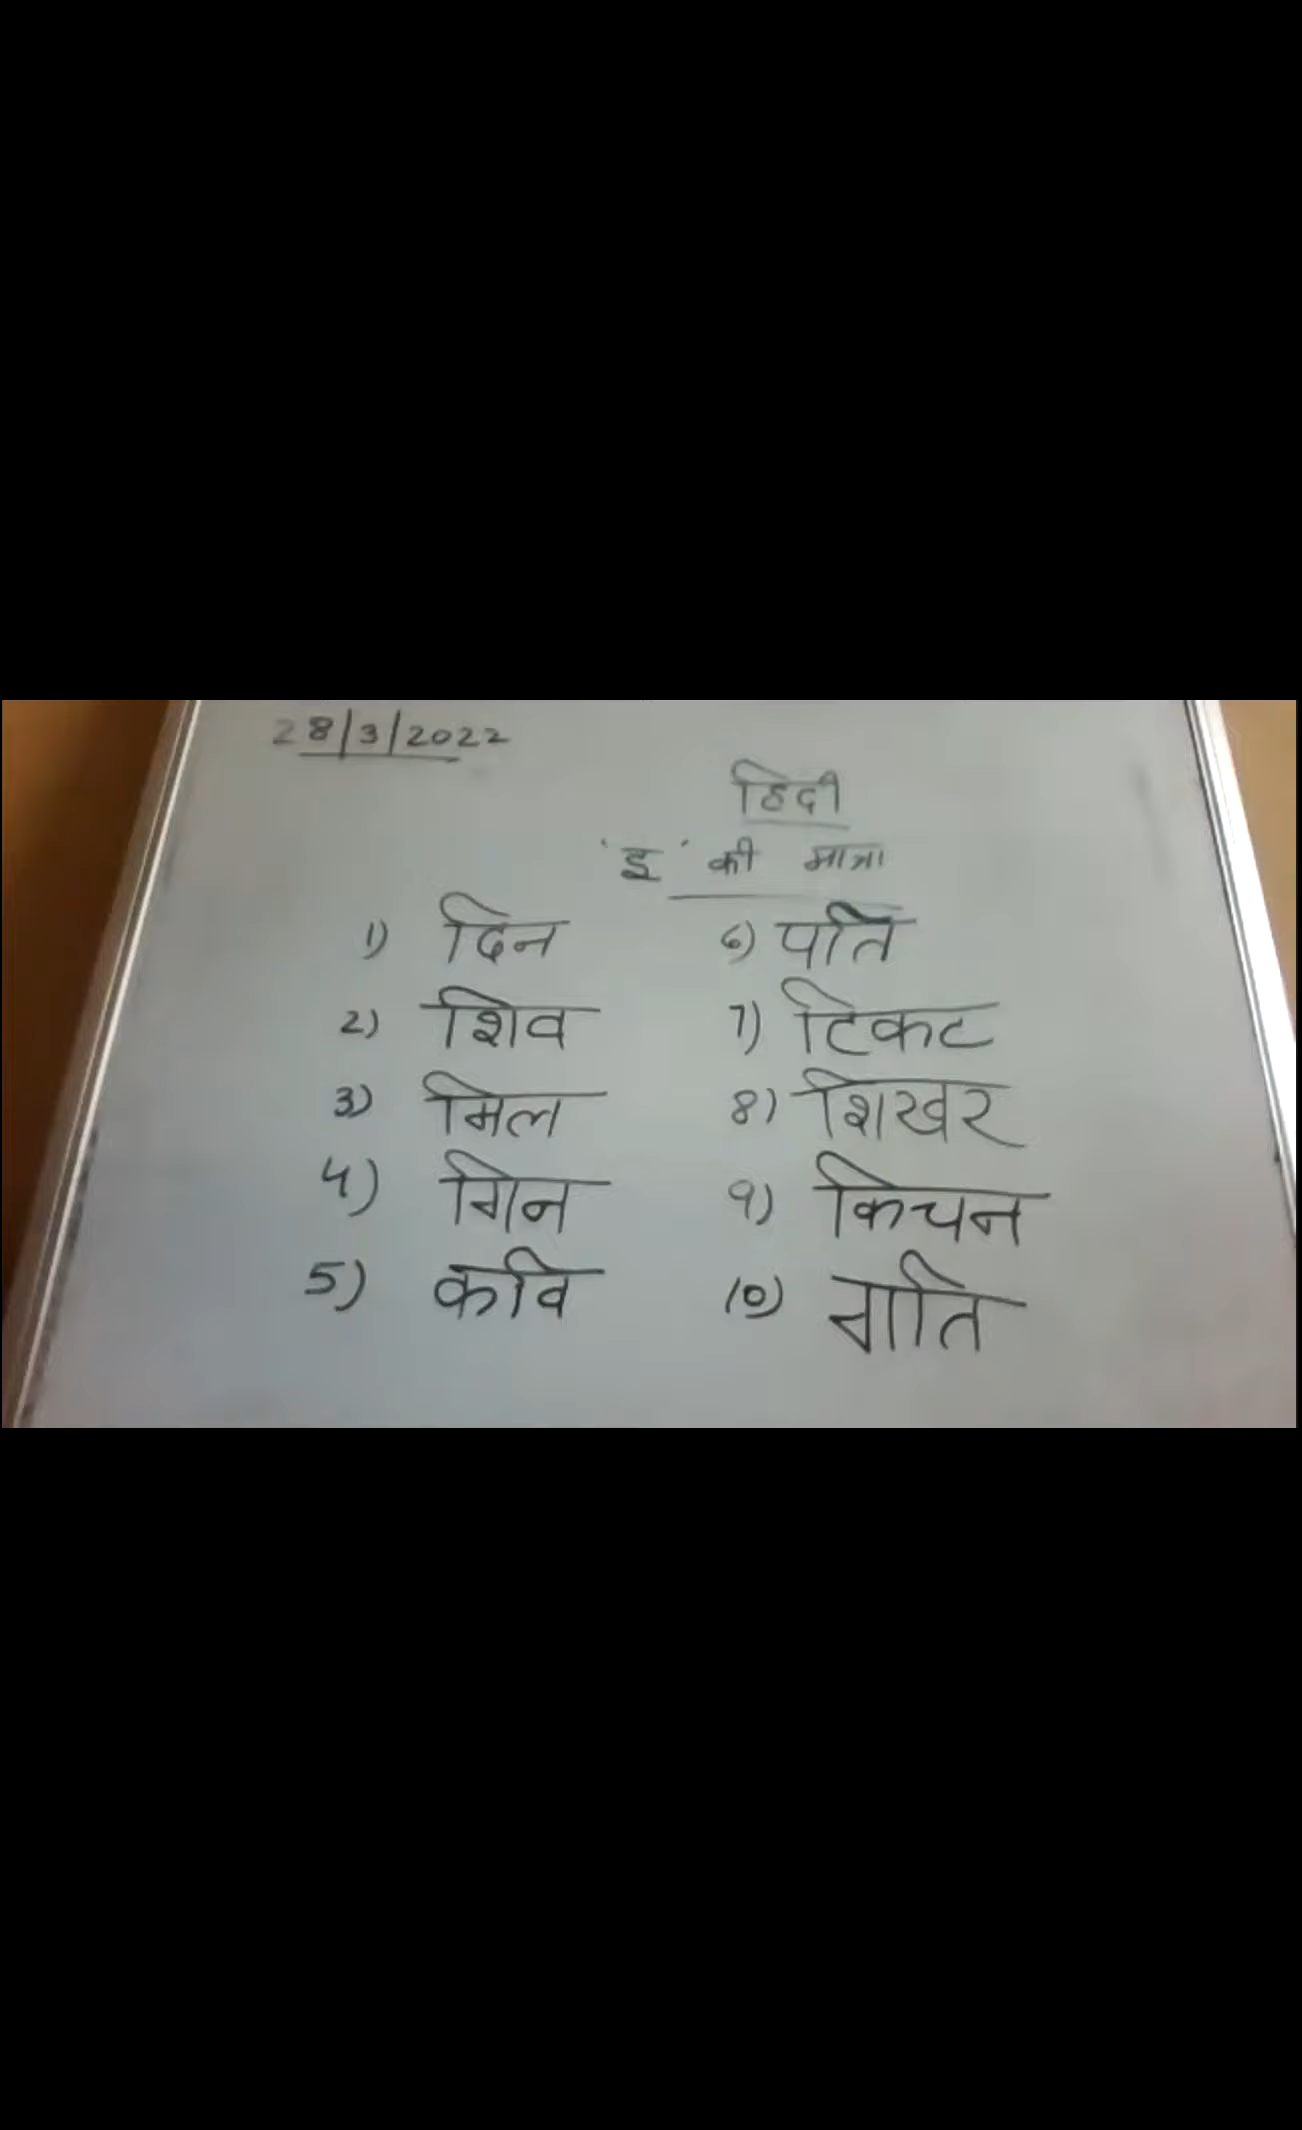 28/3/2022
हिदी
'इ' की मात्रा
1) दिन
2) शिव
3) मिल
4) गिन
5) कवि
6) पति
7) टिकट
8) शिखर
9) किचन
10) गति